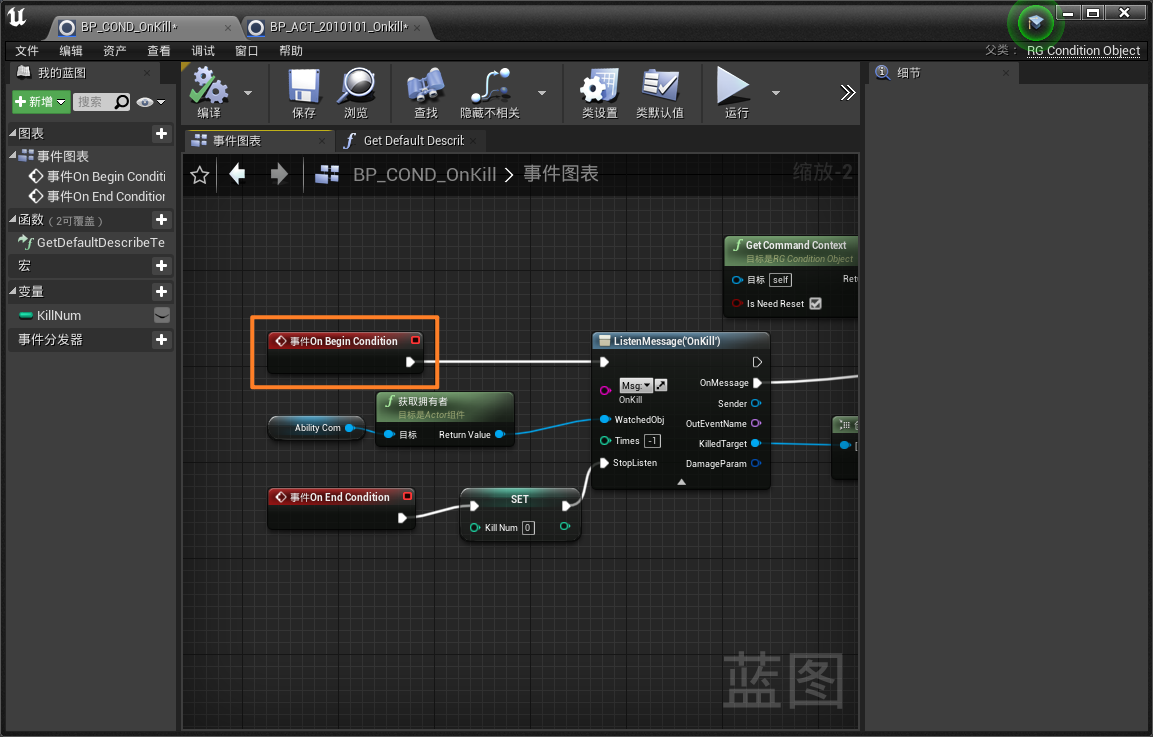 BP_COND_OnKill*
BP_ACT_2010101_Onkill*
文件 编辑 资产 查看 调试 窗口 帮助
父类： RG Condition Object
我的蓝图
新增
搜索
图表
事件图表
事件On Begin Conditi
事件On End Condition
函数 (2可覆盖)
GetDefaultDescribeTe
宏
变量
KillNum
事件分发器
编译
保存
浏览
查找
隐藏不相关
类设置
类默认值
运行
事件图表
Get Default Describ
BP_COND_OnKill > 事件图表
缩放-2
Get Command Context
目标是RG Condition Object
目标 self
Retu
Is Need Reset
事件On Begin Condition
ListenMessage('OnKill')
Msg:
OnKill
OnMessage
Sender
WatchedObj
OutEventName
Times -1
KilledTarget
StopListen
DamageParam
Ability Com
获取拥有者
目标是Actor组件
目标
Return Value
事件On End Condition
SET
Kill Num 0
蓝图
细节